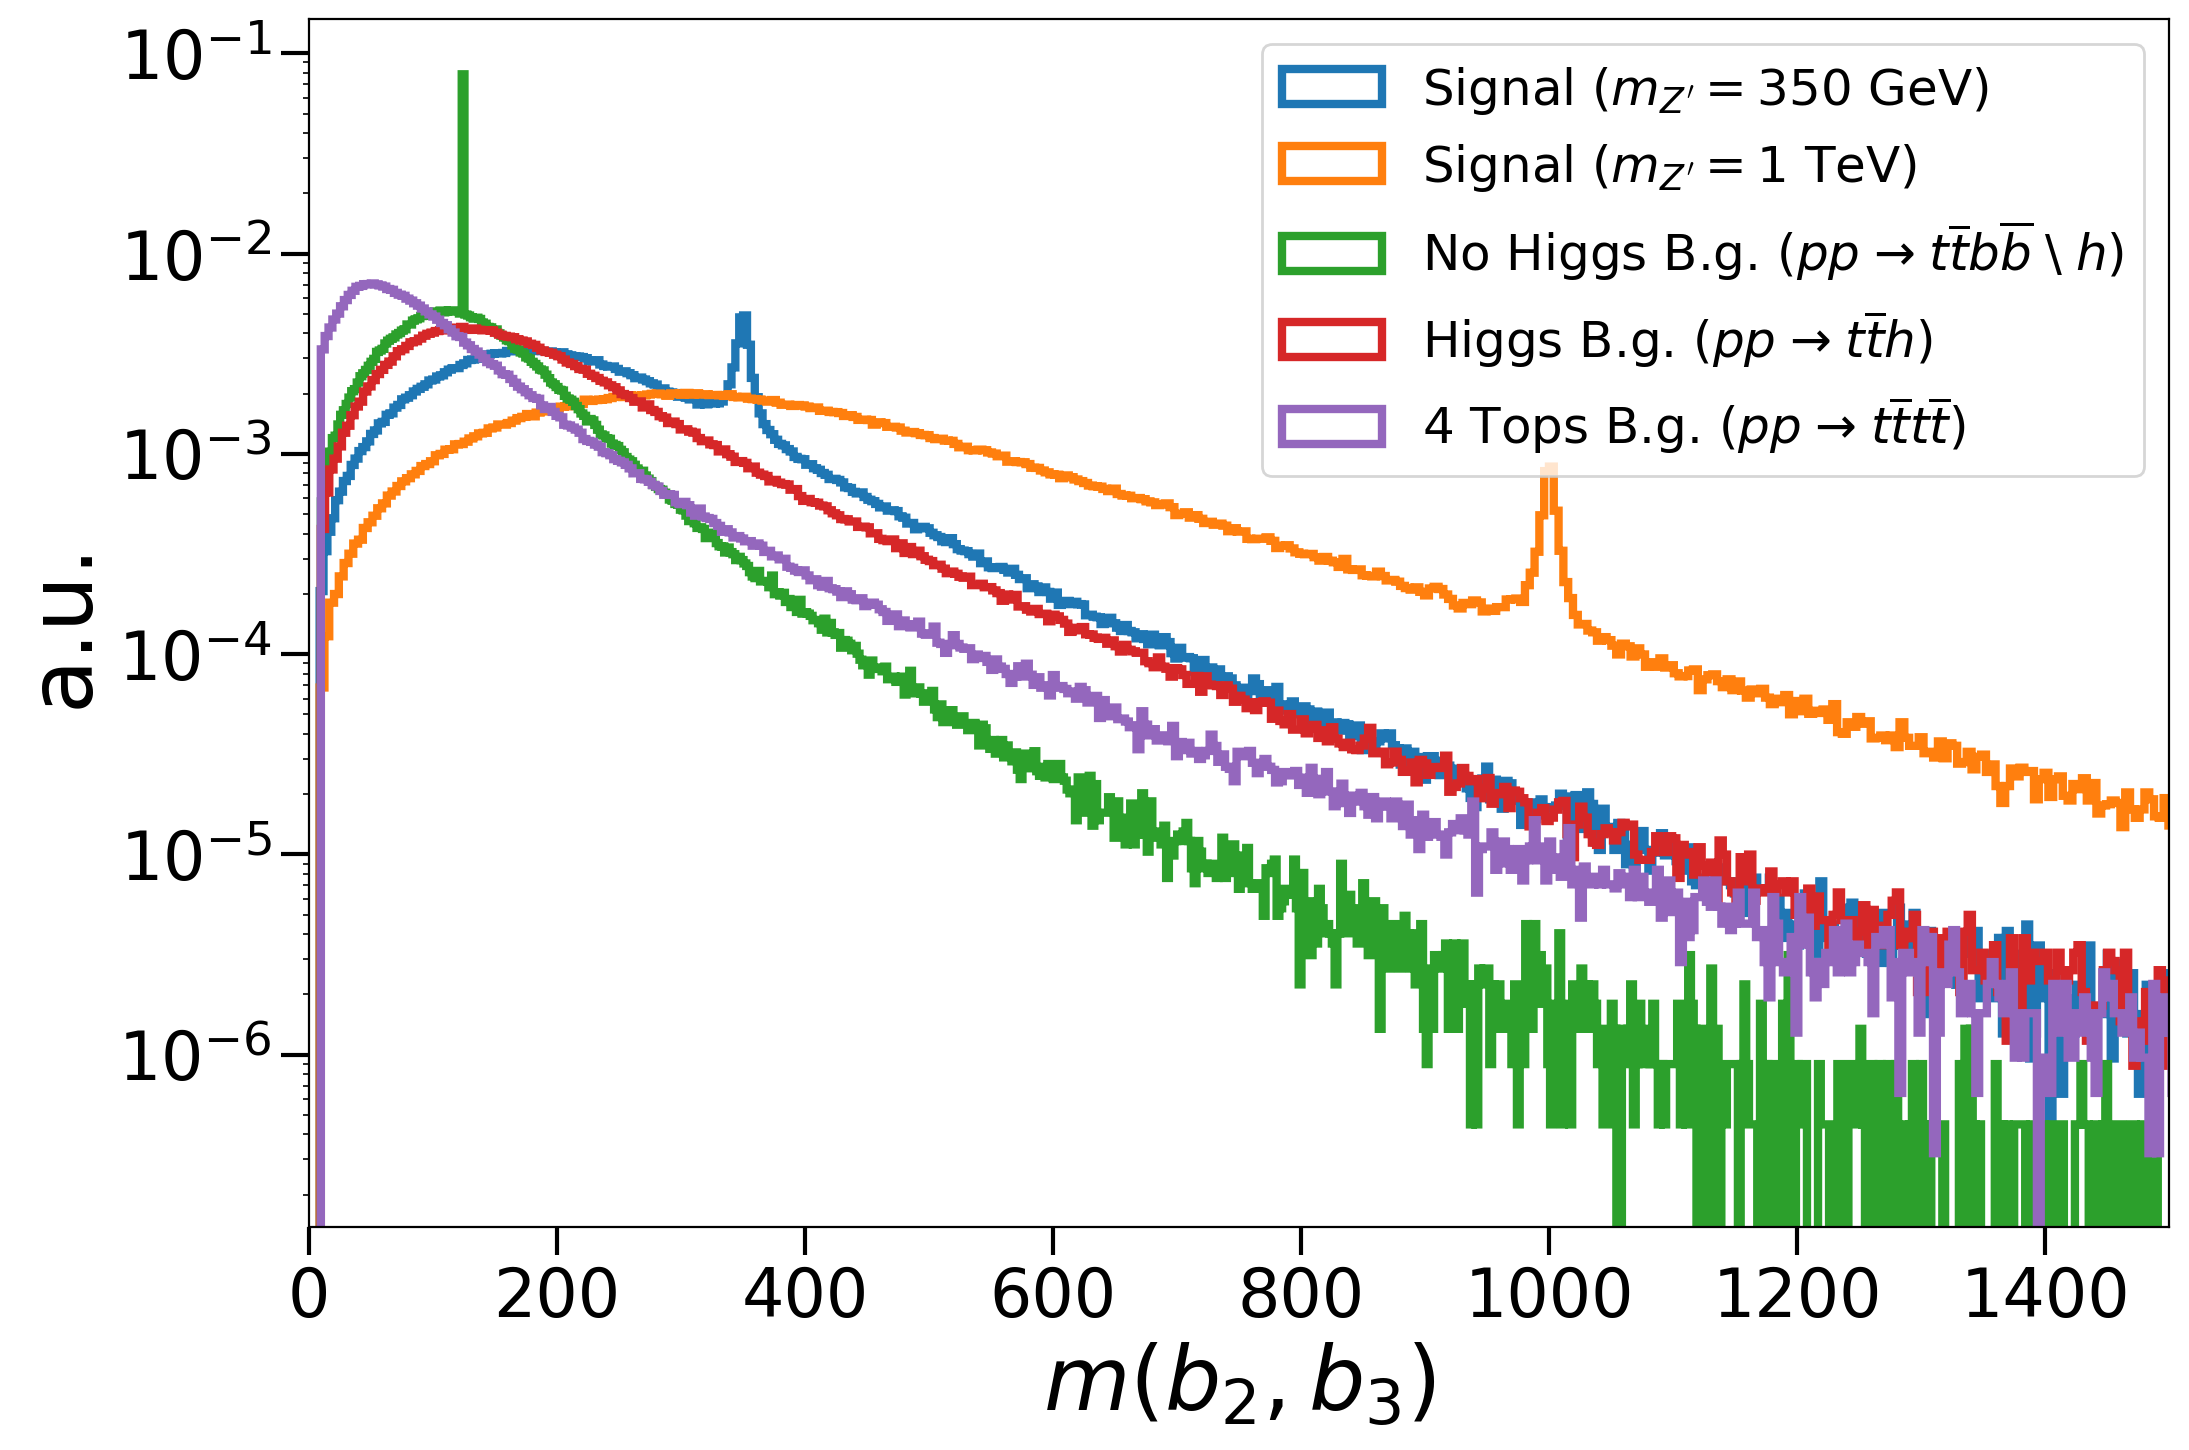 10⁻¹
10⁻²
10⁻³
10⁻⁴
10⁻⁵
10⁻⁶
a.u.
Signal (m_Z′ = 350 GeV)
Signal (m_Z′ = 1 TeV)
No Higgs B.g. (pp → tt̅bb̅ \ h)
Higgs B.g. (pp → tt̅h)
4 Tops B.g. (pp → tt̅tt̅)
0 200 400 600 800 1000 1200 1400
m(b₂, b₃)